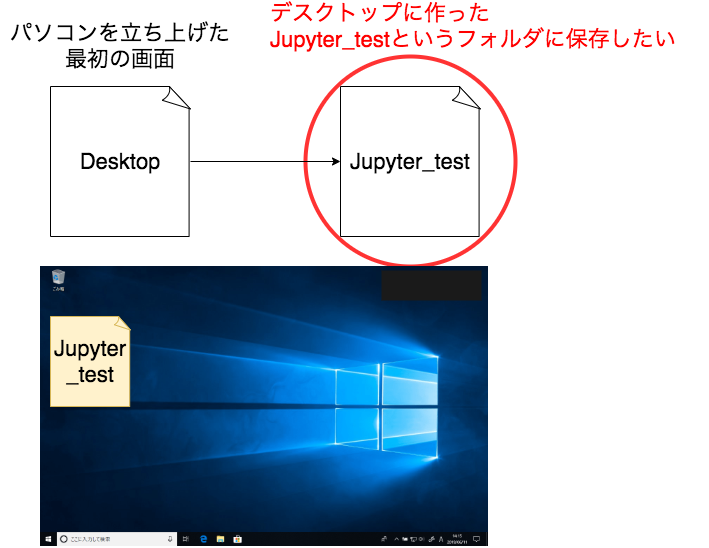 パソコンを立ち上げた
最初の画面
デスクトップに作った
Jupyter_testというフォルダに保存したい
Desktop
Jupyter_test
ごみ箱
Jupyter
_test
ここに入力して検索